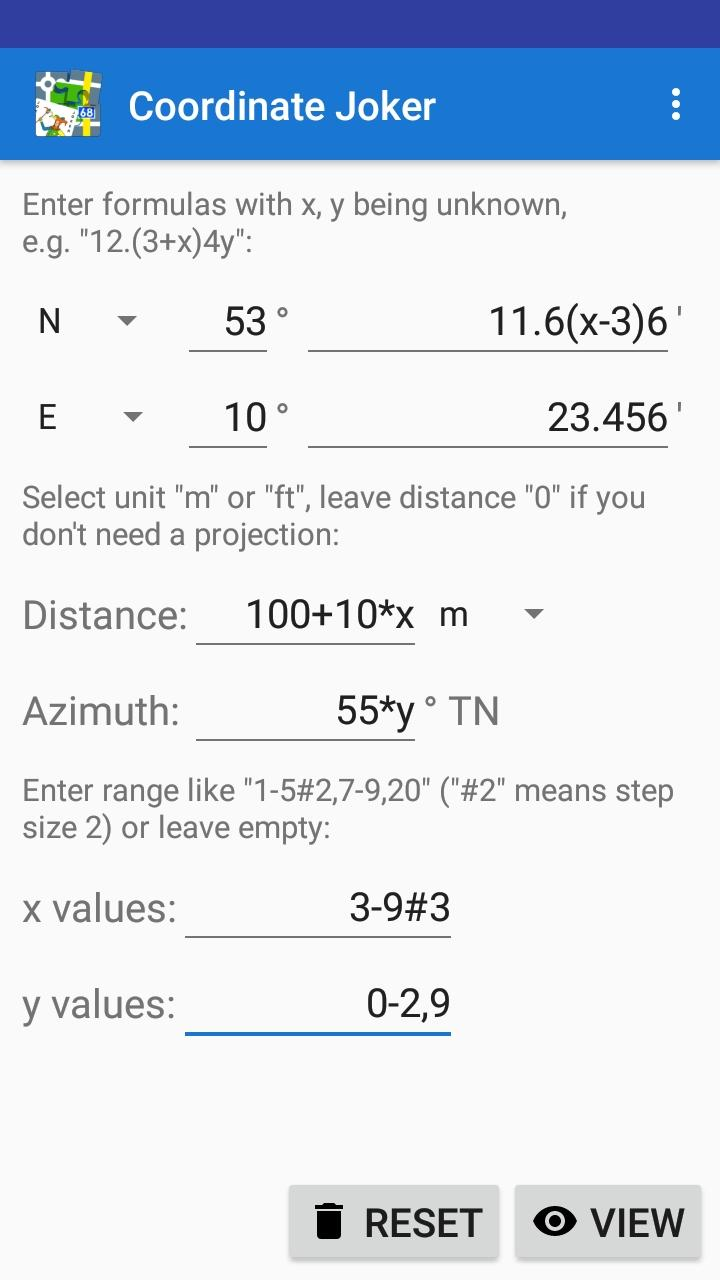 68
Coordinate Joker
Enter formulas with x, y being unknown,
e.g. "12.(3+x)4y":
N 53 ° 11.6(x-3)6 '
E 10 ° 23.456 '
Select unit "m" or "ft", leave distance "0" if you
don't need a projection:
Distance: 100+10*x m
Azimuth: 55*y ° TN
Enter range like "1-5#2,7-9,20" ("#2" means step
size 2) or leave empty:
x values: 3-9#3
y values: 0-2,9
RESET VIEW